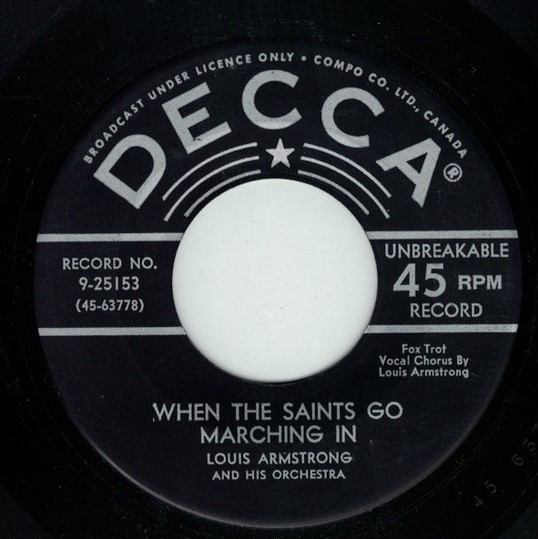 BROADCAST UNDER LICENCE ONLY • COMPO CO. LTD., CANADA
DECCA®
RECORD NO.
9-25153
(45-63778)
UNBREAKABLE
45 RPM
RECORD
Fox Trot
Vocal Chorus By
Louis Armstrong
WHEN THE SAINTS GO
MARCHING IN
LOUIS ARMSTRONG
AND HIS ORCHESTRA